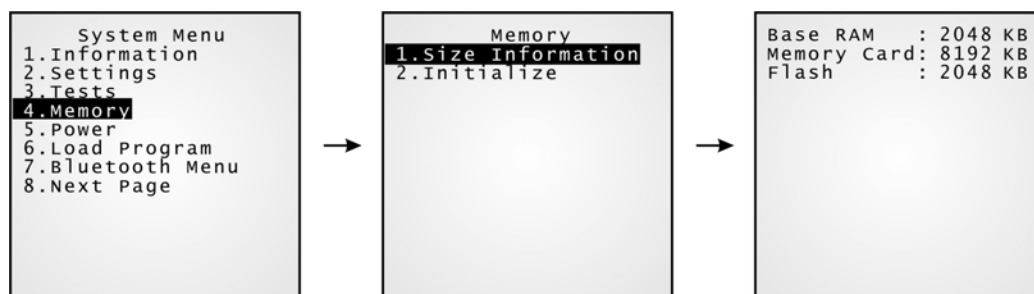 System Menu
1.Information
2.Settings
3.Tests
4.Memory
5.Power
6.Load Program
7.Bluetooth Menu
8.Next Page
Memory
1.Size Information
2.Initialize
Base RAM : 2048 KB
Memory Card: 8192 KB
Flash : 2048 KB